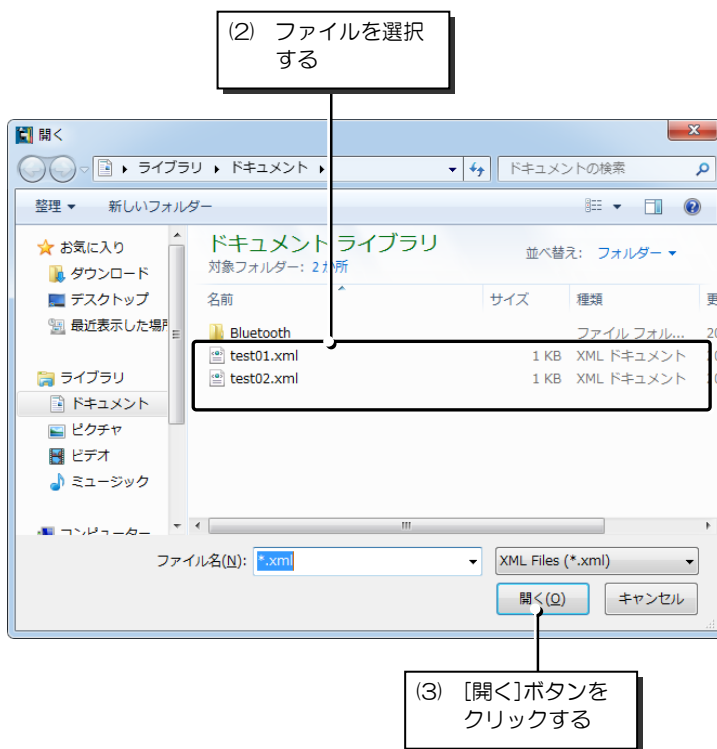 (2) ファイルを選択
する
開く
ライブラリ ▸ ドキュメント ▸
ドキュメントの検索
整理 ▼ 新しいフォルダー
お気に入り
ダウンロード
デスクトップ
最近表示した場所
ライブラリ
ドキュメント
ピクチャ
ビデオ
ミュージック
コンピューター
ドキュメント ライブラリ
対象フォルダー: 2 か所
並べ替え: フォルダー ▼
名前 サイズ 種類
Bluetooth ファイル フォル...
test01.xml 1 KB XML ドキュメント
test02.xml 1 KB XML ドキュメント
ファイル名(N): *.xml XML Files (*.xml)
開く(O) キャンセル
(3) [開く]ボタンを
クリックする